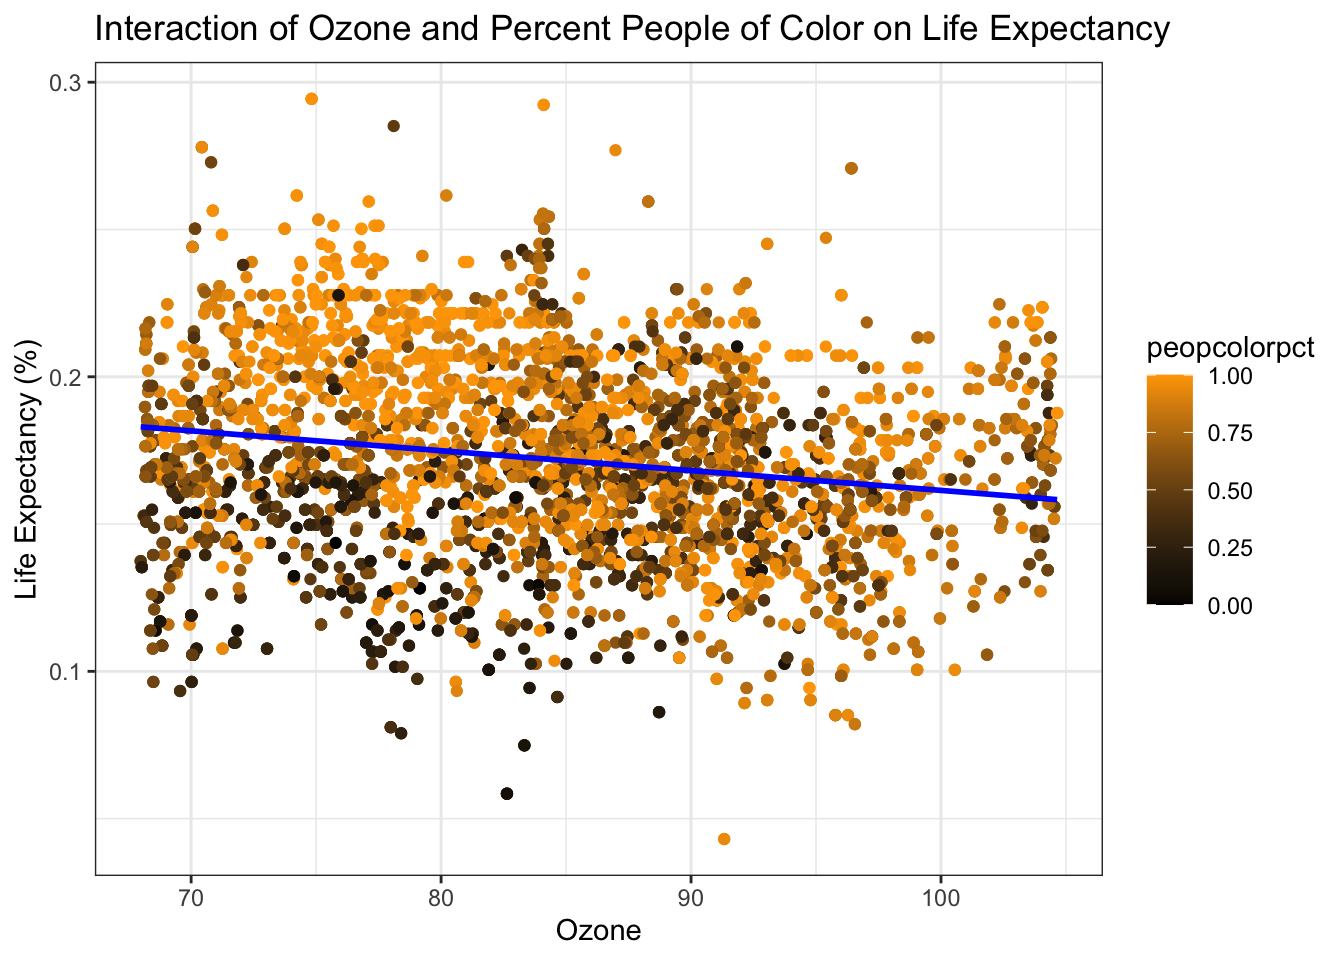 Interaction of Ozone and Percent People of Color on Life Expectancy
0.3
0.2
0.1
Life Expectancy (%)
70 80 90 100
Ozone
peopcolorpct
1.00
0.75
0.50
0.25
0.00